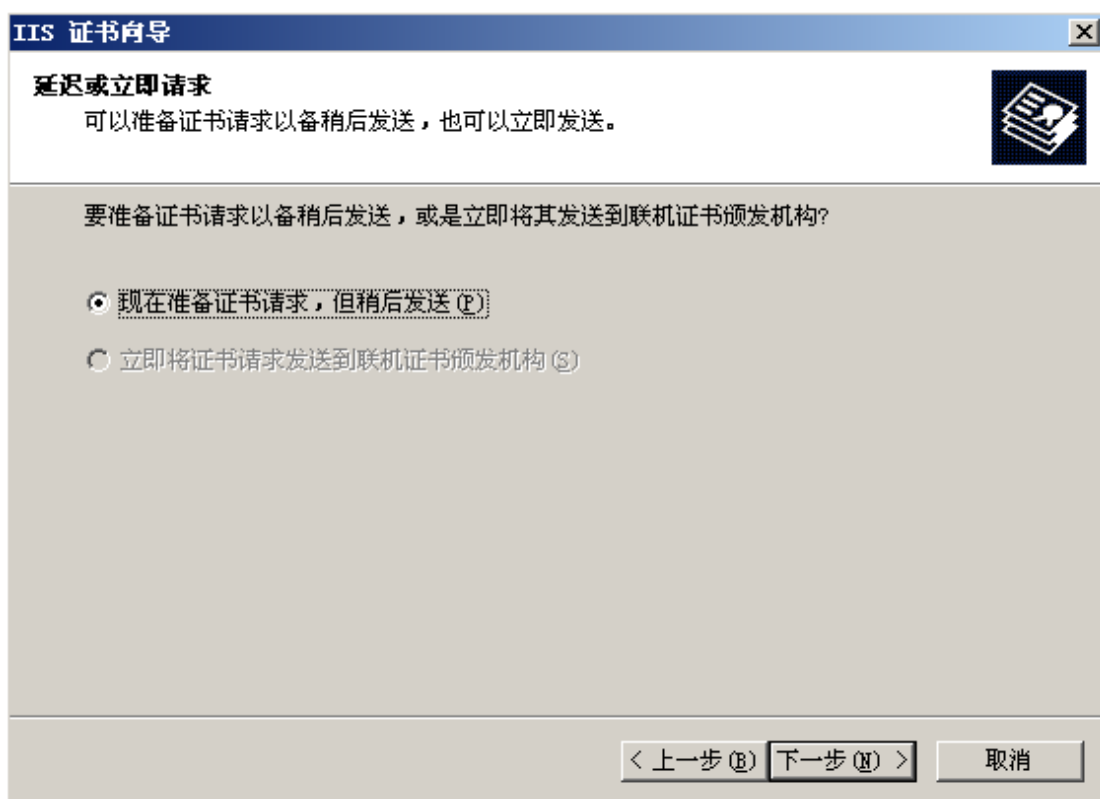 IIS 证书向导
延迟或立即请求
可以准备证书请求以备稍后发送，也可以立即发送。
要准备证书请求以备稍后发送，或是立即将其发送到联机证书颁发机构?
现在准备证书请求，但稍后发送(P)
立即将证书请求发送到联机证书颁发机构(S)
< 上一步(B) 下一步(N) > 取消